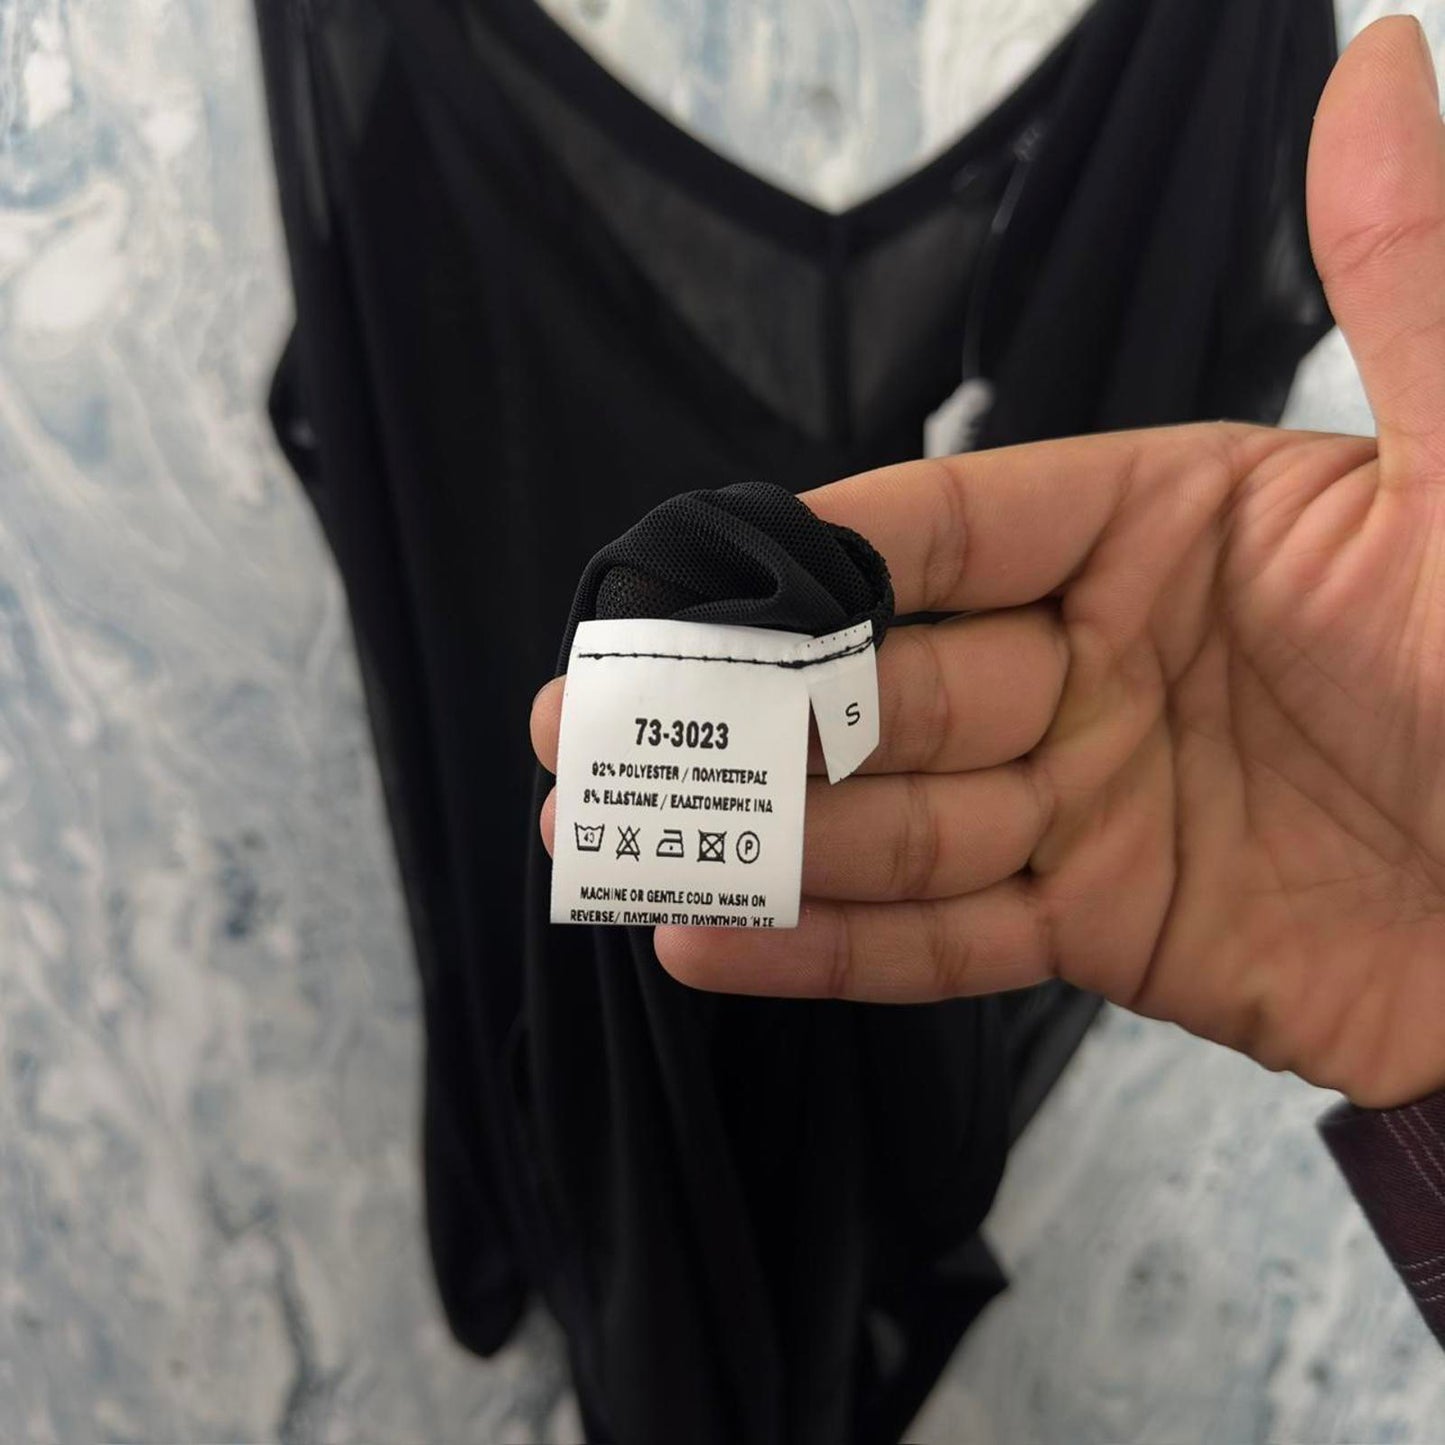 73-3023
92% POLYESTER / ΠΟΛΥΕΣΤΕΡΑΣ
8% ELASTANE / ΕΛΑΣΤΟΜΕΡΗΣ ΙΝΑ
40
P
MACHINE OR GENTLE COLD WASH ON
REVERSE/ ΠΛΥΣΙΜΟ ΣΤΟ ΠΛΥΝΤΗΡΙΟ Ή ΣΕ
S